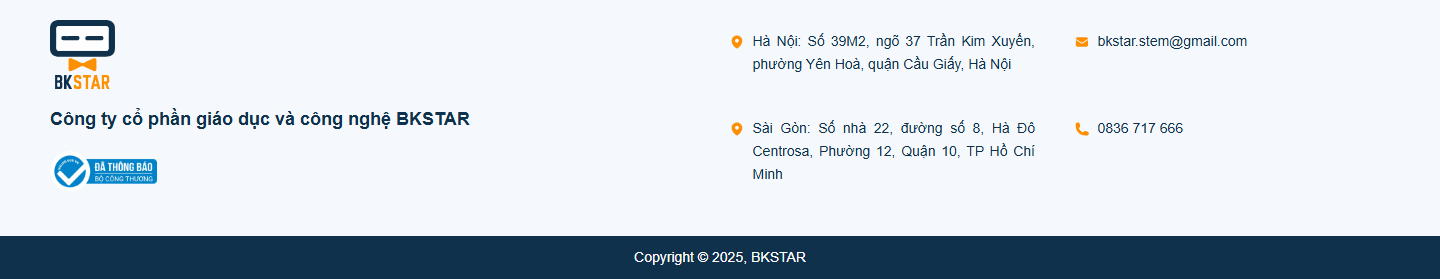 BKSTAR
Công ty cổ phần giáo dục và công nghệ BKSTAR
ĐÃ THÔNG BÁO
BỘ CÔNG THƯƠNG
Hà Nội: Số 39M2, ngõ 37 Trần Kim Xuyến,
phường Yên Hoà, quận Cầu Giấy, Hà Nội
Sài Gòn: Số nhà 22, đường số 8, Hà Đô
Centrosa, Phường 12, Quận 10, TP Hồ Chí
Minh
bkstar.stem@gmail.com
0836 717 666
Copyright © 2025, BKSTAR